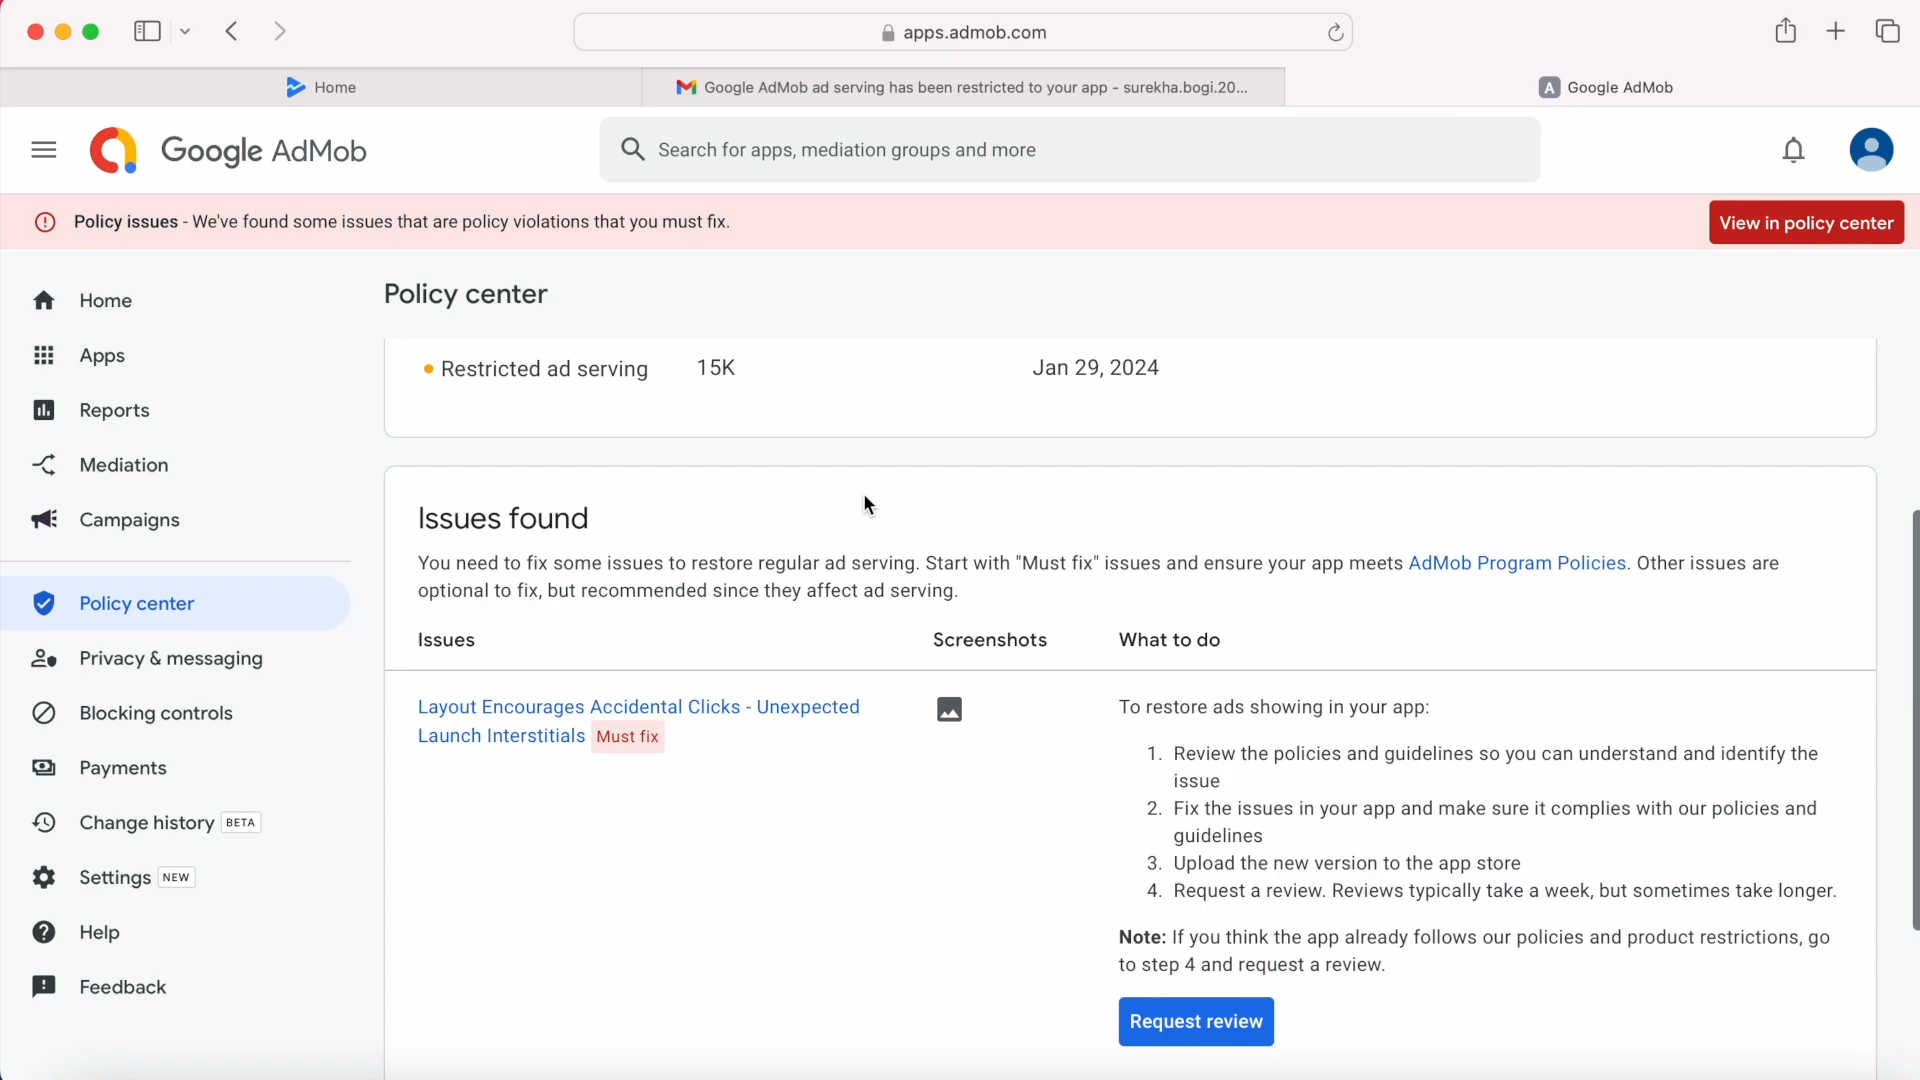 apps.admob.com
Home
Google AdMob ad serving has been restricted to your app - surekha.bogi.20...
A Google AdMob
Google AdMob
Search for apps, mediation groups and more
Policy issues - We've found some issues that are policy violations that you must fix.
View in policy center
Home
Apps
Reports
Mediation
Campaigns
Policy center
Privacy & messaging
Blocking controls
Payments
Change history BETA
Settings NEW
Help
Feedback
Policy center
Restricted ad serving 15K Jan 29, 2024
Issues found
You need to fix some issues to restore regular ad serving. Start with "Must fix" issues and ensure your app meets AdMob Program Policies. Other issues are
optional to fix, but recommended since they affect ad serving.
Issues Screenshots What to do
Layout Encourages Accidental Clicks - Unexpected
Launch Interstitials Must fix
To restore ads showing in your app:
1. Review the policies and guidelines so you can understand and identify the
issue
2. Fix the issues in your app and make sure it complies with our policies and
guidelines
3. Upload the new version to the app store
4. Request a review. Reviews typically take a week, but sometimes take longer.
Note: If you think the app already follows our policies and product restrictions, go
to step 4 and request a review.
Request review